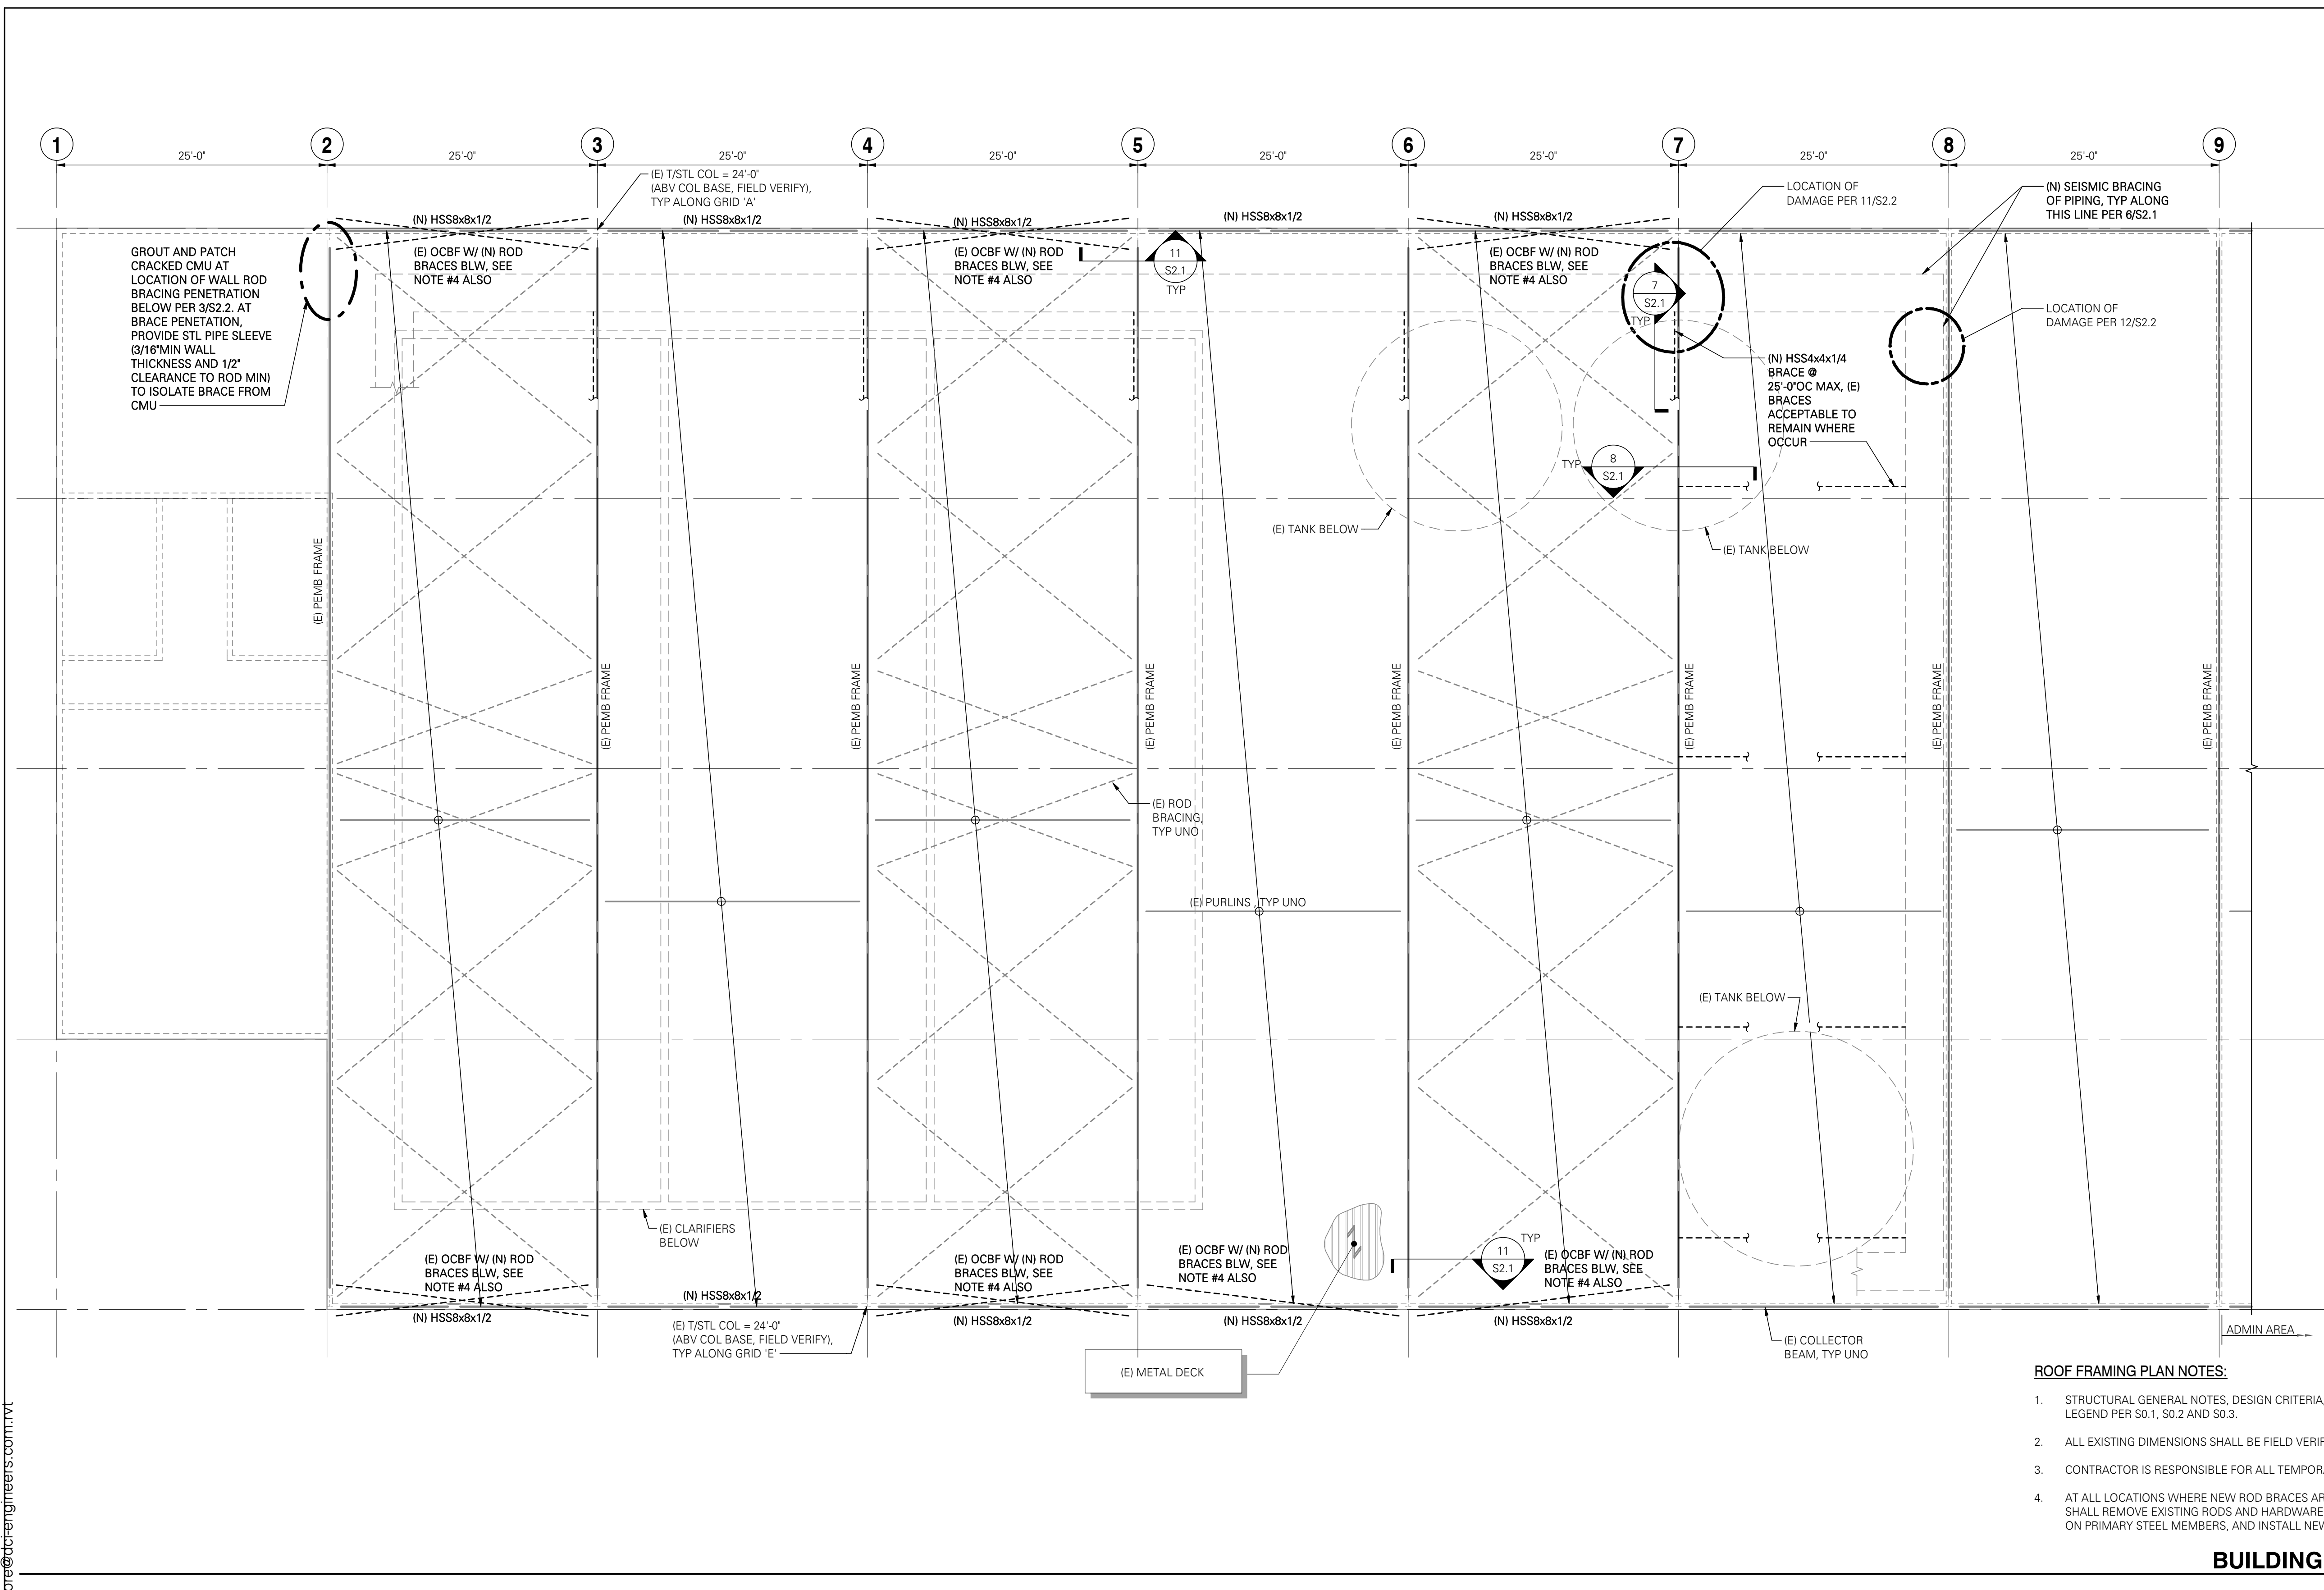 1
2
3
4
5
6
7
8
9
25'-0"
25'-0"
25'-0"
25'-0"
25'-0"
25'-0"
25'-0"
25'-0"
(E) T/STL COL = 24'-0"
(ABV COL BASE, FIELD VERIFY),
TYP ALONG GRID 'A'
LOCATION OF
DAMAGE PER 11/S2.2
(N) SEISMIC BRACING
OF PIPING, TYP ALONG
THIS LINE PER 6/S2.1
(N) HSS8x8x1/2
(N) HSS8x8x1/2
(N) HSS8x8x1/2
(N) HSS8x8x1/2
(N) HSS8x8x1/2
GROUT AND PATCH
CRACKED CMU AT
LOCATION OF WALL ROD
BRACING PENETRATION
BELOW PER 3/S2.2. AT
BRACE PENETATION,
PROVIDE STL PIPE SLEEVE
(3/16"MIN WALL
THICKNESS AND 1/2"
CLEARANCE TO ROD MIN)
TO ISOLATE BRACE FROM
CMU
(E) OCBF W/ (N) ROD
BRACES BLW, SEE
NOTE #4 ALSO
(E) OCBF W/ (N) ROD
BRACES BLW, SEE
NOTE #4 ALSO
11
S2.1
TYP
(E) OCBF W/ (N) ROD
BRACES BLW, SEE
NOTE #4 ALSO
7
S2.1
TYP
LOCATION OF
DAMAGE PER 12/S2.2
(N) HSS4x4x1/4
BRACE @
25'-0"OC MAX, (E)
BRACES
ACCEPTABLE TO
REMAIN WHERE
OCCUR
TYP
8
S2.1
(E) TANK BELOW
(E) TANK BELOW
(E) PEMB FRAME
(E) PEMB FRAME
(E) PEMB FRAME
(E) PEMB FRAME
(E) PEMB FRAME
(E) PEMB FRAME
(E) PEMB FRAME
(E) PEMB FRAME
(E) ROD
BRACING,
TYP UNO
(E) PURLINS , TYP UNO
(E) TANK BELOW
(E) CLARIFIERS
BELOW
(E) OCBF W/ (N) ROD
BRACES BLW, SEE
NOTE #4 ALSO
(E) OCBF W/ (N) ROD
BRACES BLW, SEE
NOTE #4 ALSO
(E) OCBF W/ (N) ROD
BRACES BLW, SEE
NOTE #4 ALSO
11
S2.1
TYP
(E) OCBF W/ (N) ROD
BRACES BLW, SEE
NOTE #4 ALSO
(N) HSS8x8x1/2
(N) HSS8x8x1/2
(N) HSS8x8x1/2
(N) HSS8x8x1/2
(N) HSS8x8x1/2
(E) T/STL COL = 24'-0"
(ABV COL BASE, FIELD VERIFY),
TYP ALONG GRID 'E'
(E) METAL DECK
(E) COLLECTOR
BEAM, TYP UNO
ADMIN AREA
ROOF FRAMING PLAN NOTES:
1. STRUCTURAL GENERAL NOTES, DESIGN CRITERIA,
LEGEND PER S0.1, S0.2 AND S0.3.
2. ALL EXISTING DIMENSIONS SHALL BE FIELD VERIF
3. CONTRACTOR IS RESPONSIBLE FOR ALL TEMPOR
4. AT ALL LOCATIONS WHERE NEW ROD BRACES AR
SHALL REMOVE EXISTING RODS AND HARDWARE
ON PRIMARY STEEL MEMBERS, AND INSTALL NEW
BUILDING
ore@dci-engineers.com.rvt